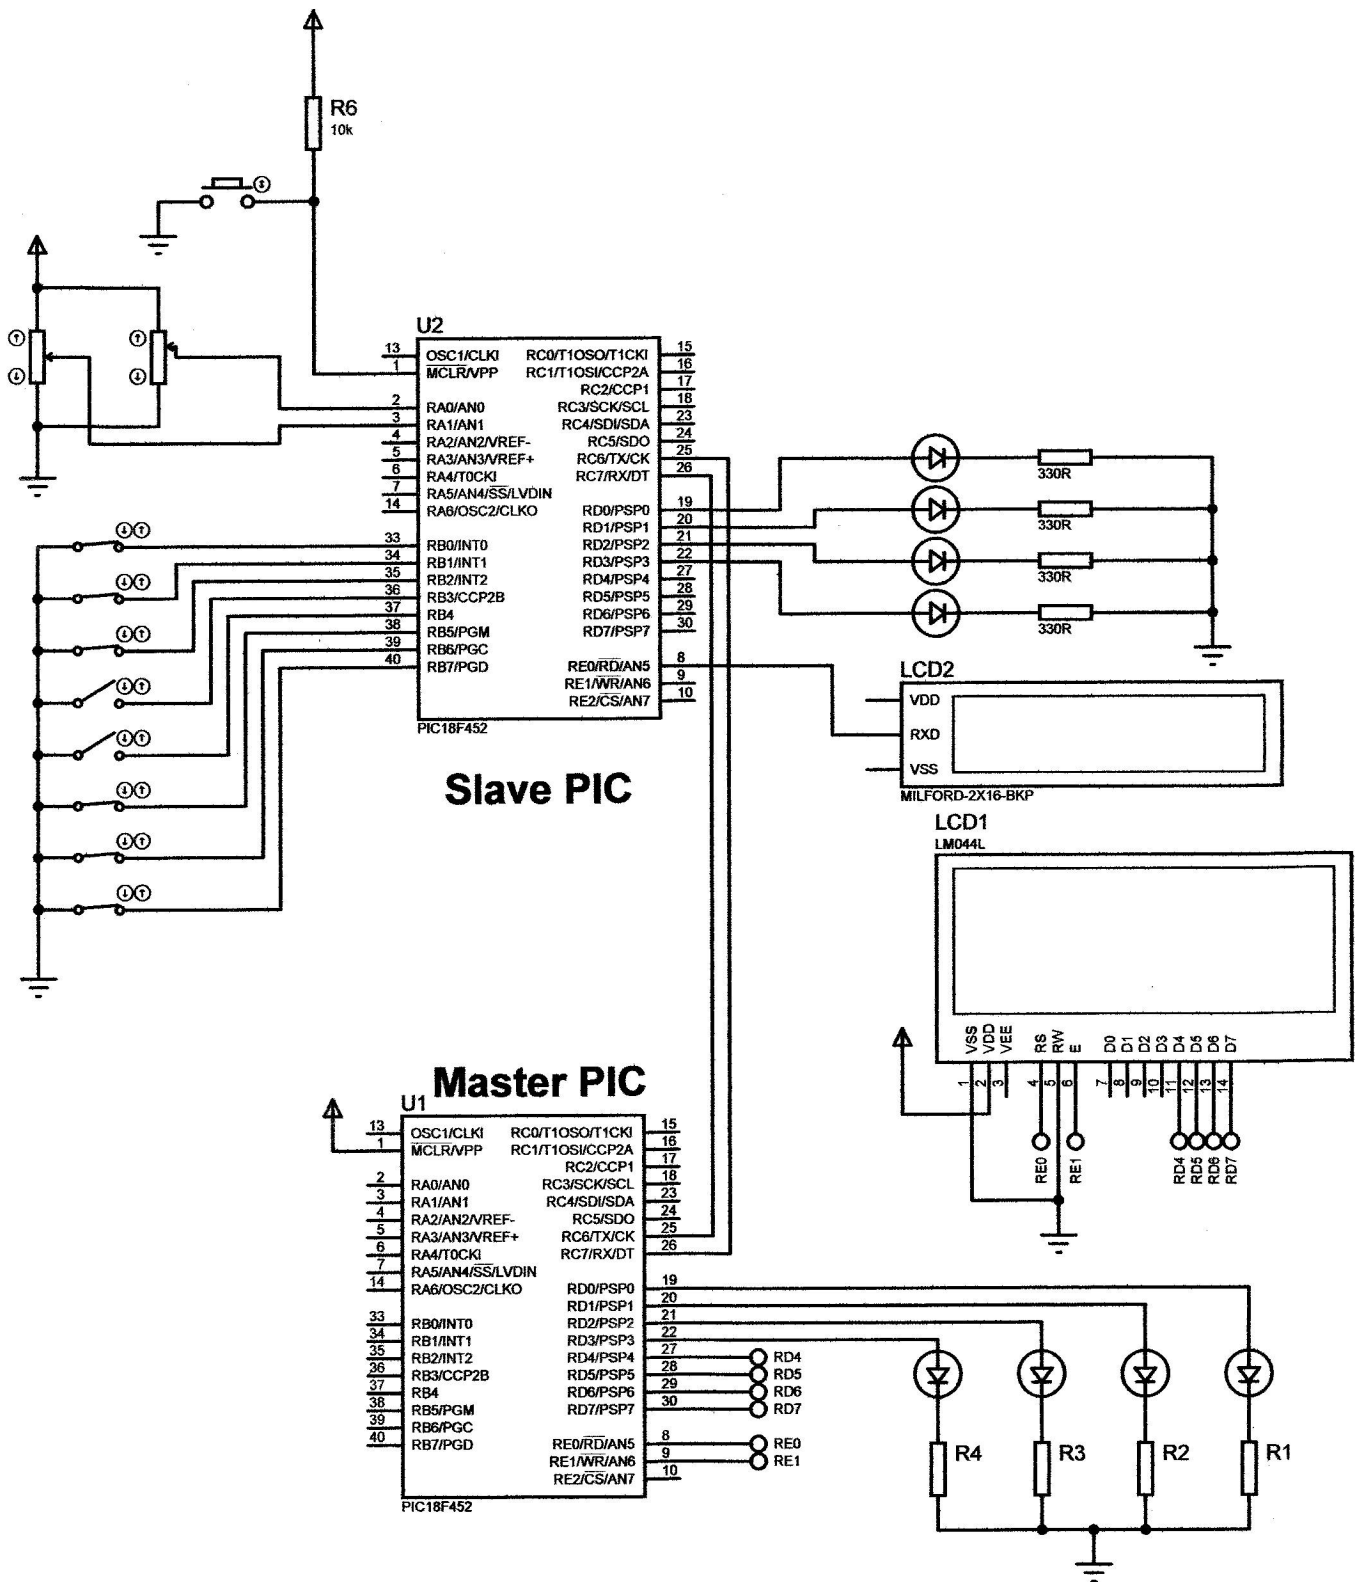 R6
10k
U2
13 OSC1/CLKI RC0/T1OSO/T1CKI 15
1 MCLR/VPP RC1/T1OSI/CCP2A 16
RC2/CCP1 17
2 RA0/AN0 RC3/SCK/SCL 18
3 RA1/AN1 RC4/SDI/SDA 23
4 RA2/AN2/VREF- RC5/SDO 24
5 RA3/AN3/VREF+ RC6/TX/CK 25
6 RA4/T0CKI RC7/RX/DT 26
7 RA5/AN4/SS/LVDIN
14 RA6/OSC2/CLKO RD0/PSP0 19
RD1/PSP1 20
33 RB0/INT0 RD2/PSP2 21
34 RB1/INT1 RD3/PSP3 22
35 RB2/INT2 RD4/PSP4 27
36 RB3/CCP2B RD5/PSP5 28
37 RB4 RD6/PSP6 29
38 RB5/PGM RD7/PSP7 30
39 RB6/PGC
40 RB7/PGD RE0/RD/AN5 8
RE1/WR/AN6 9
RE2/CS/AN7 10
PIC18F452
Slave PIC
330R
330R
330R
330R
LCD2
VDD
RXD
VSS
MILFORD-2X16-BKP
LCD1
LM044L
VSS VDD VEE RS RW E D0 D1 D2 D3 D4 D5 D6 D7
1 2 3 4 5 6 7 8 9 10 11 12 13 14
RE0 RE1 RD4 RD5 RD6 RD7
Master PIC
U1
13 OSC1/CLKI RC0/T1OSO/T1CKI 15
1 MCLR/VPP RC1/T1OSI/CCP2A 16
RC2/CCP1 17
2 RA0/AN0 RC3/SCK/SCL 18
3 RA1/AN1 RC4/SDI/SDA 23
4 RA2/AN2/VREF- RC5/SDO 24
5 RA3/AN3/VREF+ RC6/TX/CK 25
6 RA4/T0CKI RC7/RX/DT 26
7 RA5/AN4/SS/LVDIN
14 RA6/OSC2/CLKO RD0/PSP0 19
RD1/PSP1 20
33 RB0/INT0 RD2/PSP2 21
34 RB1/INT1 RD3/PSP3 22
35 RB2/INT2 RD4/PSP4 27 RD4
36 RB3/CCP2B RD5/PSP5 28 RD5
37 RB4 RD6/PSP6 29 RD6
38 RB5/PGM RD7/PSP7 30 RD7
39 RB6/PGC
40 RB7/PGD RE0/RD/AN5 8 RE0
RE1/WR/AN6 9 RE1
RE2/CS/AN7 10
PIC18F452
R4 R3 R2 R1